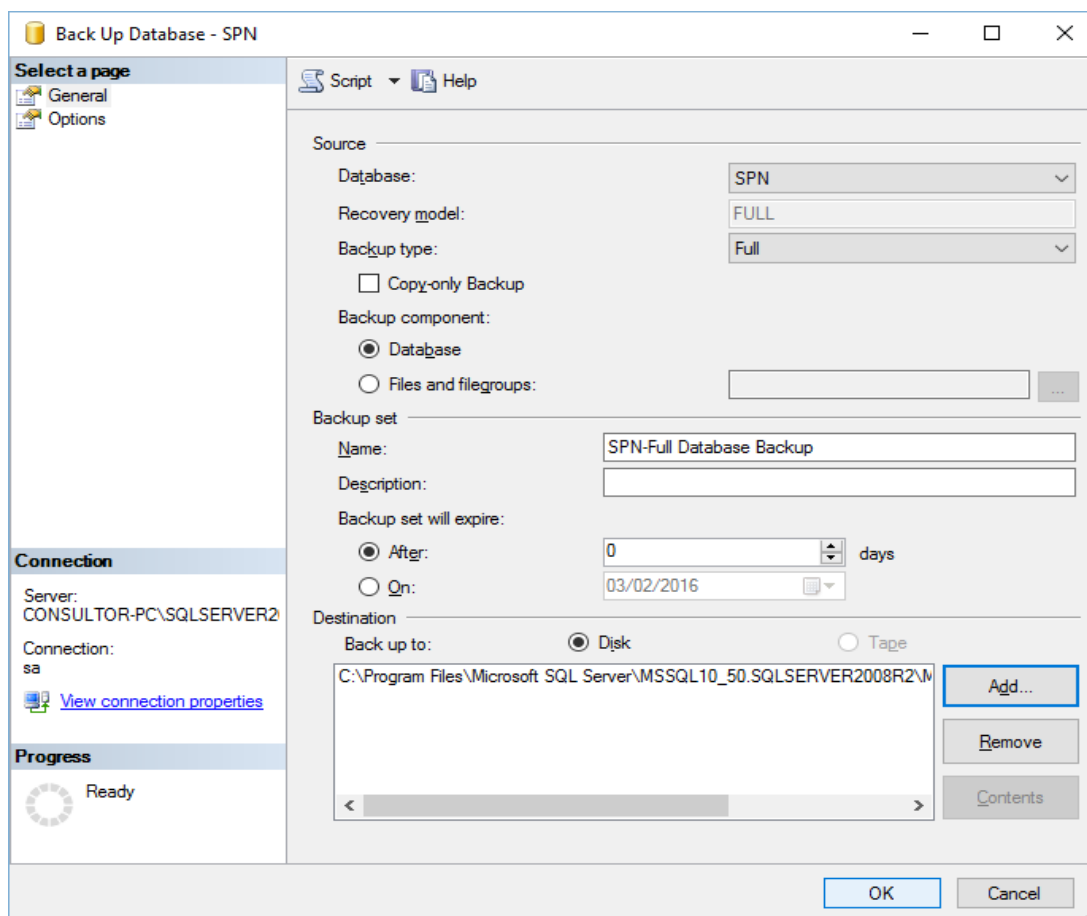 Back Up Database - SPN
Select a page
General
Options
Script Help
Source
Database: SPN
Recovery model: FULL
Backup type: Full
Copy-only Backup
Backup component:
Database
Files and filegroups: ...
Backup set
Name: SPN-Full Database Backup
Description:
Backup set will expire:
After: 0 days
On: 03/02/2016
Destination
Back up to: Disk Tape
C:\Program Files\Microsoft SQL Server\MSSQL10_50.SQLSERVER2008R2\M
Add...
Remove
Contents
Connection
Server:
CONSULTOR-PC\SQLSERVER2
Connection:
sa
View connection properties
Progress
Ready
OK Cancel